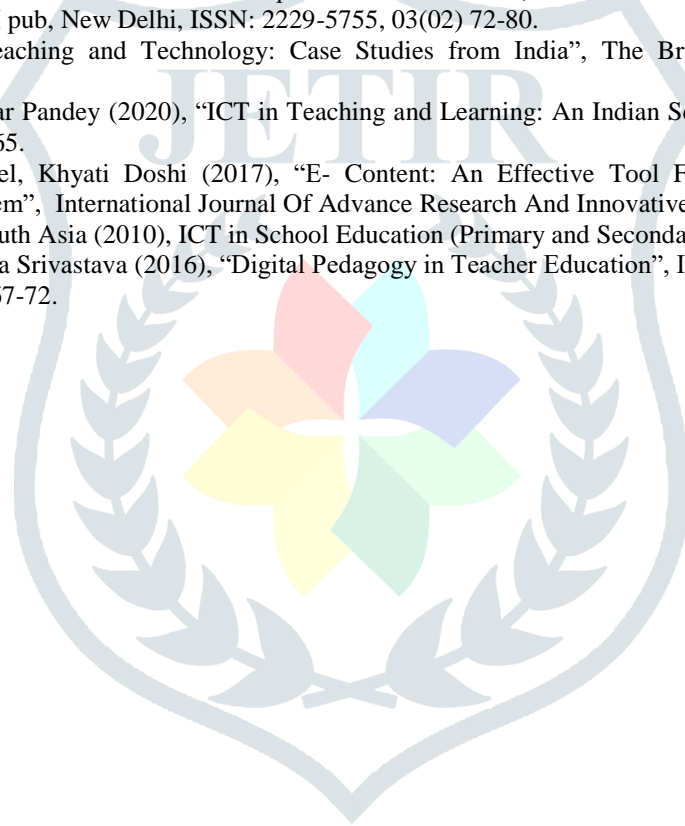 pub, New Delhi, ISSN: 2229-5755, 03(02) 72-80.
eaching and Technology: Case Studies from India”, The Br
ar Pandey (2020), “ICT in Teaching and Learning: An Indian S
65.
el, Khyati Doshi (2017), “E- Content: An Effective Tool F
em”, International Journal Of Advance Research And Innovative
uth Asia (2010), ICT in School Education (Primary and Seconda
a Srivastava (2016), “Digital Pedagogy in Teacher Education”, I
67-72.
JETIR